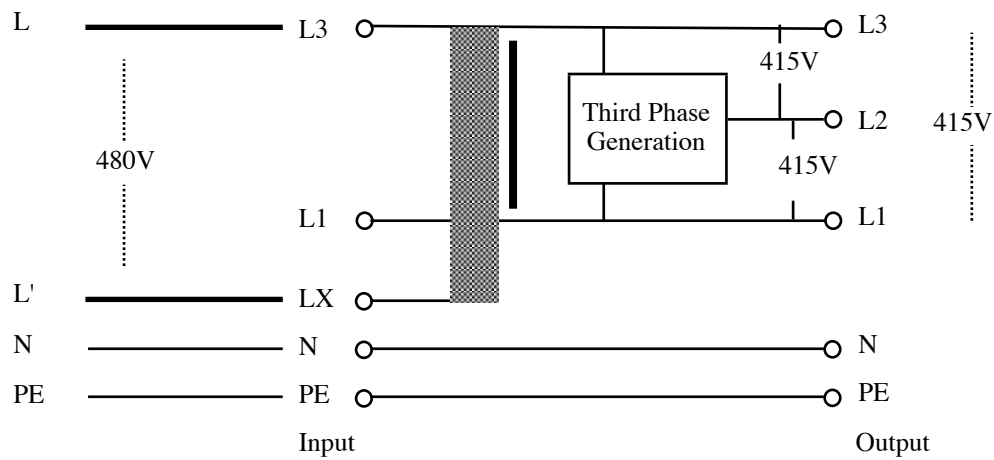 L
L3
L3
415V
Third Phase
Generation
L2
415V
480V
415V
L1
L1
L'
LX
N
N
N
PE
PE
PE
Input
Output